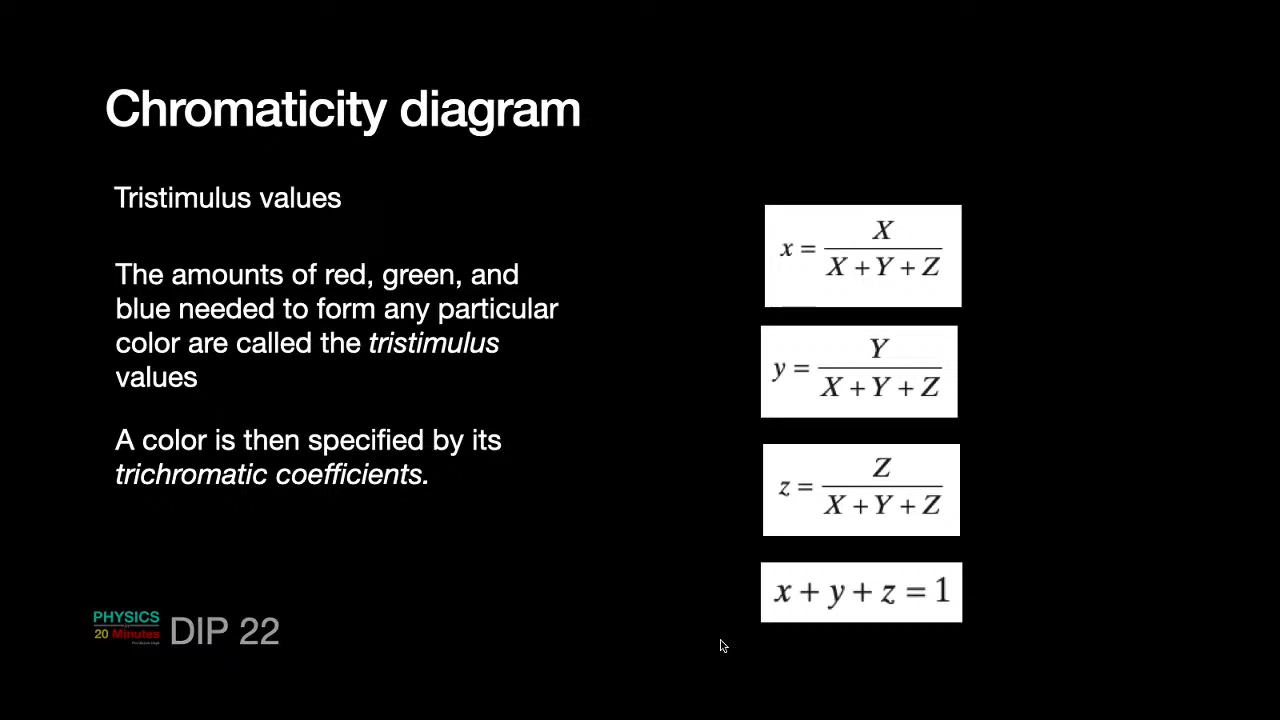 Chromaticity diagram
Tristimulus values
The amounts of red, green, and
blue needed to form any particular
color are called the tristimulus
values
A color is then specified by its
trichromatic coefficients.
x = X / (X + Y + Z)
y = Y / (X + Y + Z)
z = Z / (X + Y + Z)
x + y + z = 1
PHYSICS
20 Minutes
DIP 22